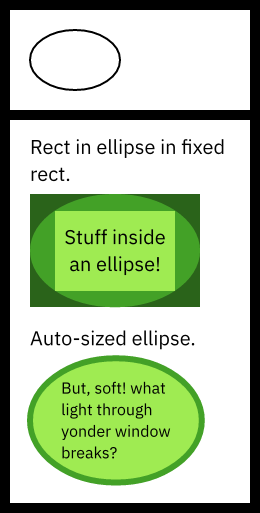 Rect in ellipse in fixed
rect.
Stuff inside
an ellipse!
Auto-sized ellipse.
But, soft! what
light through
yonder window
breaks?